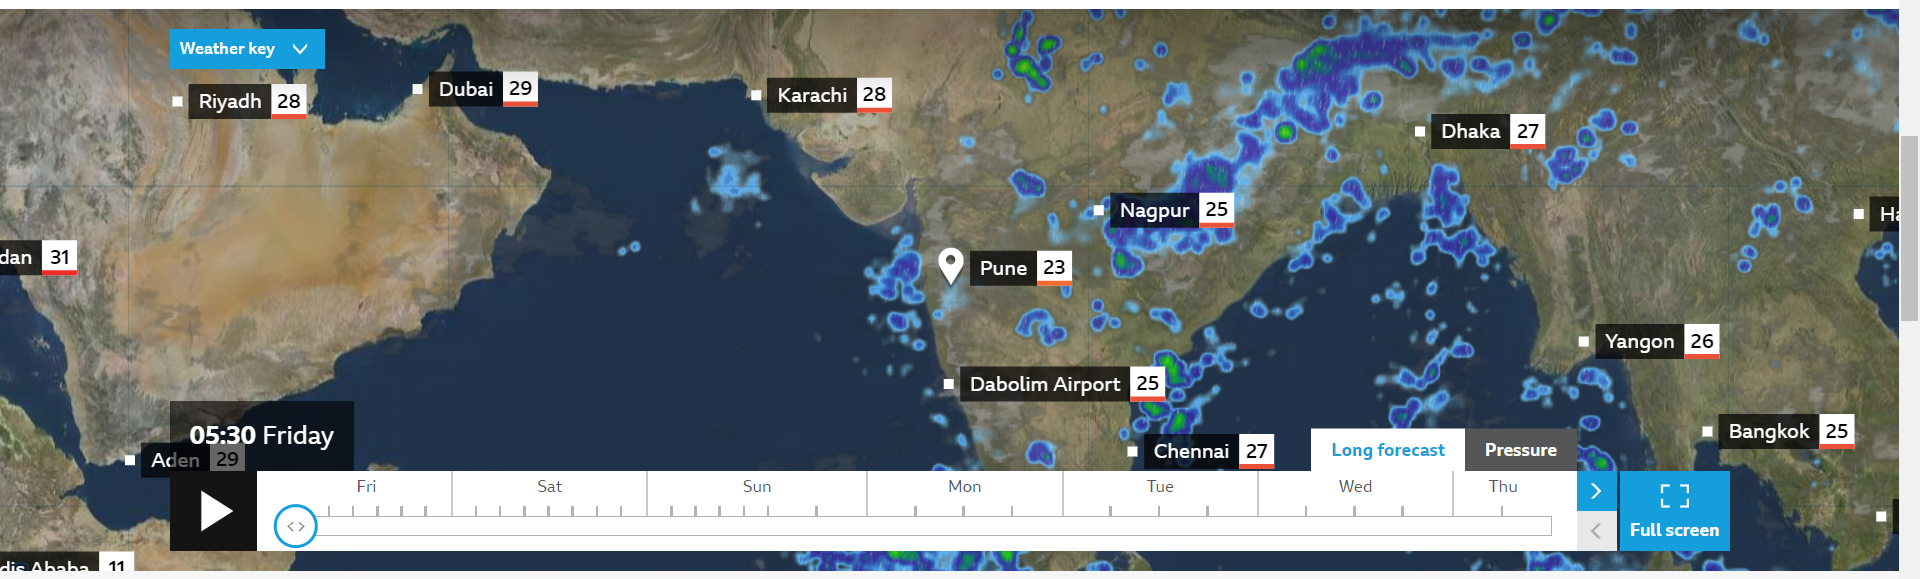 Weather key
Riyadh 28
Dubai 29
Karachi 28
Dhaka 27
Nagpur 25
Ha
dan 31
Pune 23
Yangon 26
Dabolim Airport 25
05:30 Friday
Aden 29
Chennai 27
Long forecast
Pressure
Bangkok 25
Fri
Sat
Sun
Mon
Tue
Wed
Thu
Full screen
dis Ababa 11